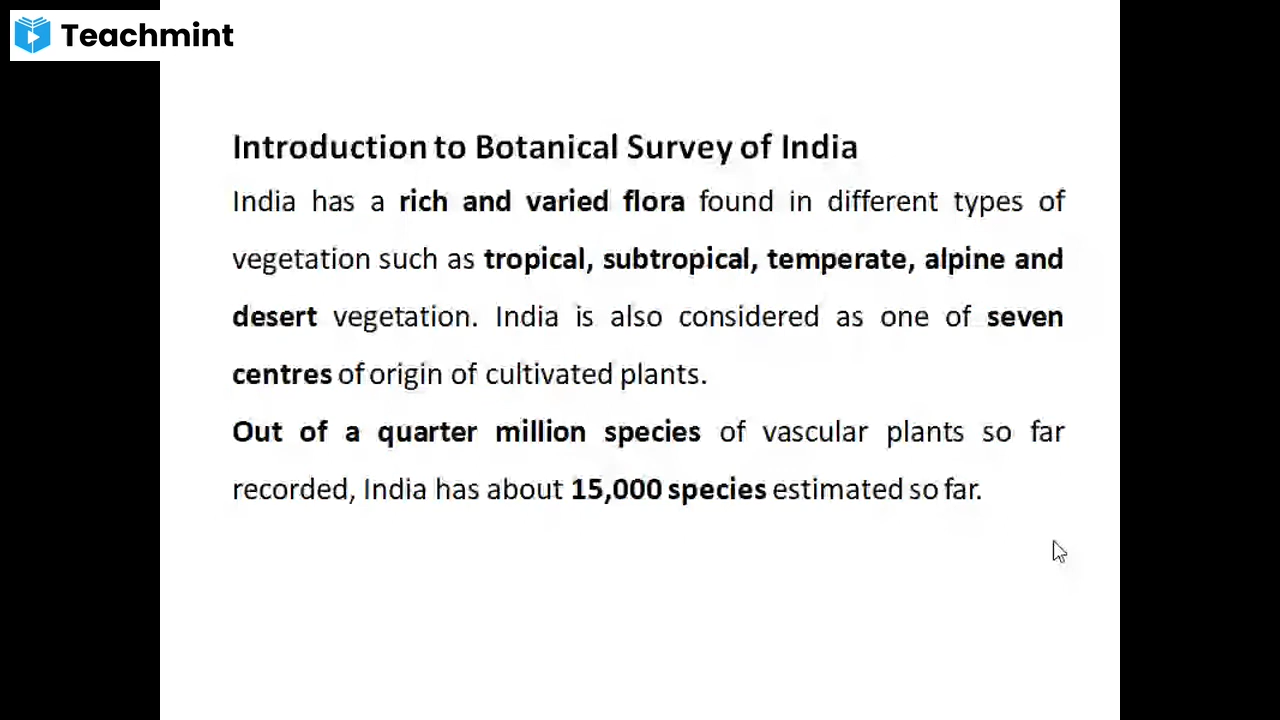 Teachmint
Introduction to Botanical Survey of India
India has a rich and varied flora found in different types of
vegetation such as tropical, subtropical, temperate, alpine and
desert vegetation. India is also considered as one of seven
centres of origin of cultivated plants.
Out of a quarter million species of vascular plants so far
recorded, India has about 15,000 species estimated so far.